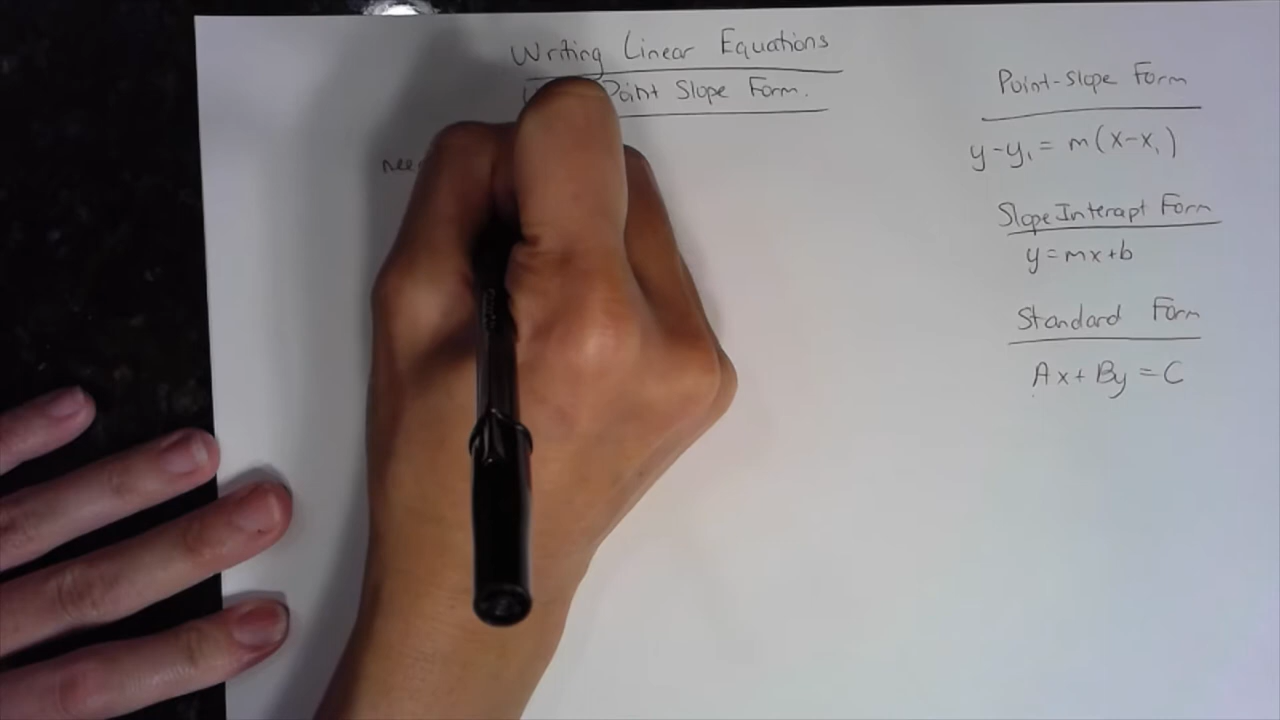 Writing Linear Equations
Point Slope Form.
Point-Slope Form
y-y₁ = m(x-x₁)
Slope Intercept Form
y=mx+b
Standard Form
Ax+By=C